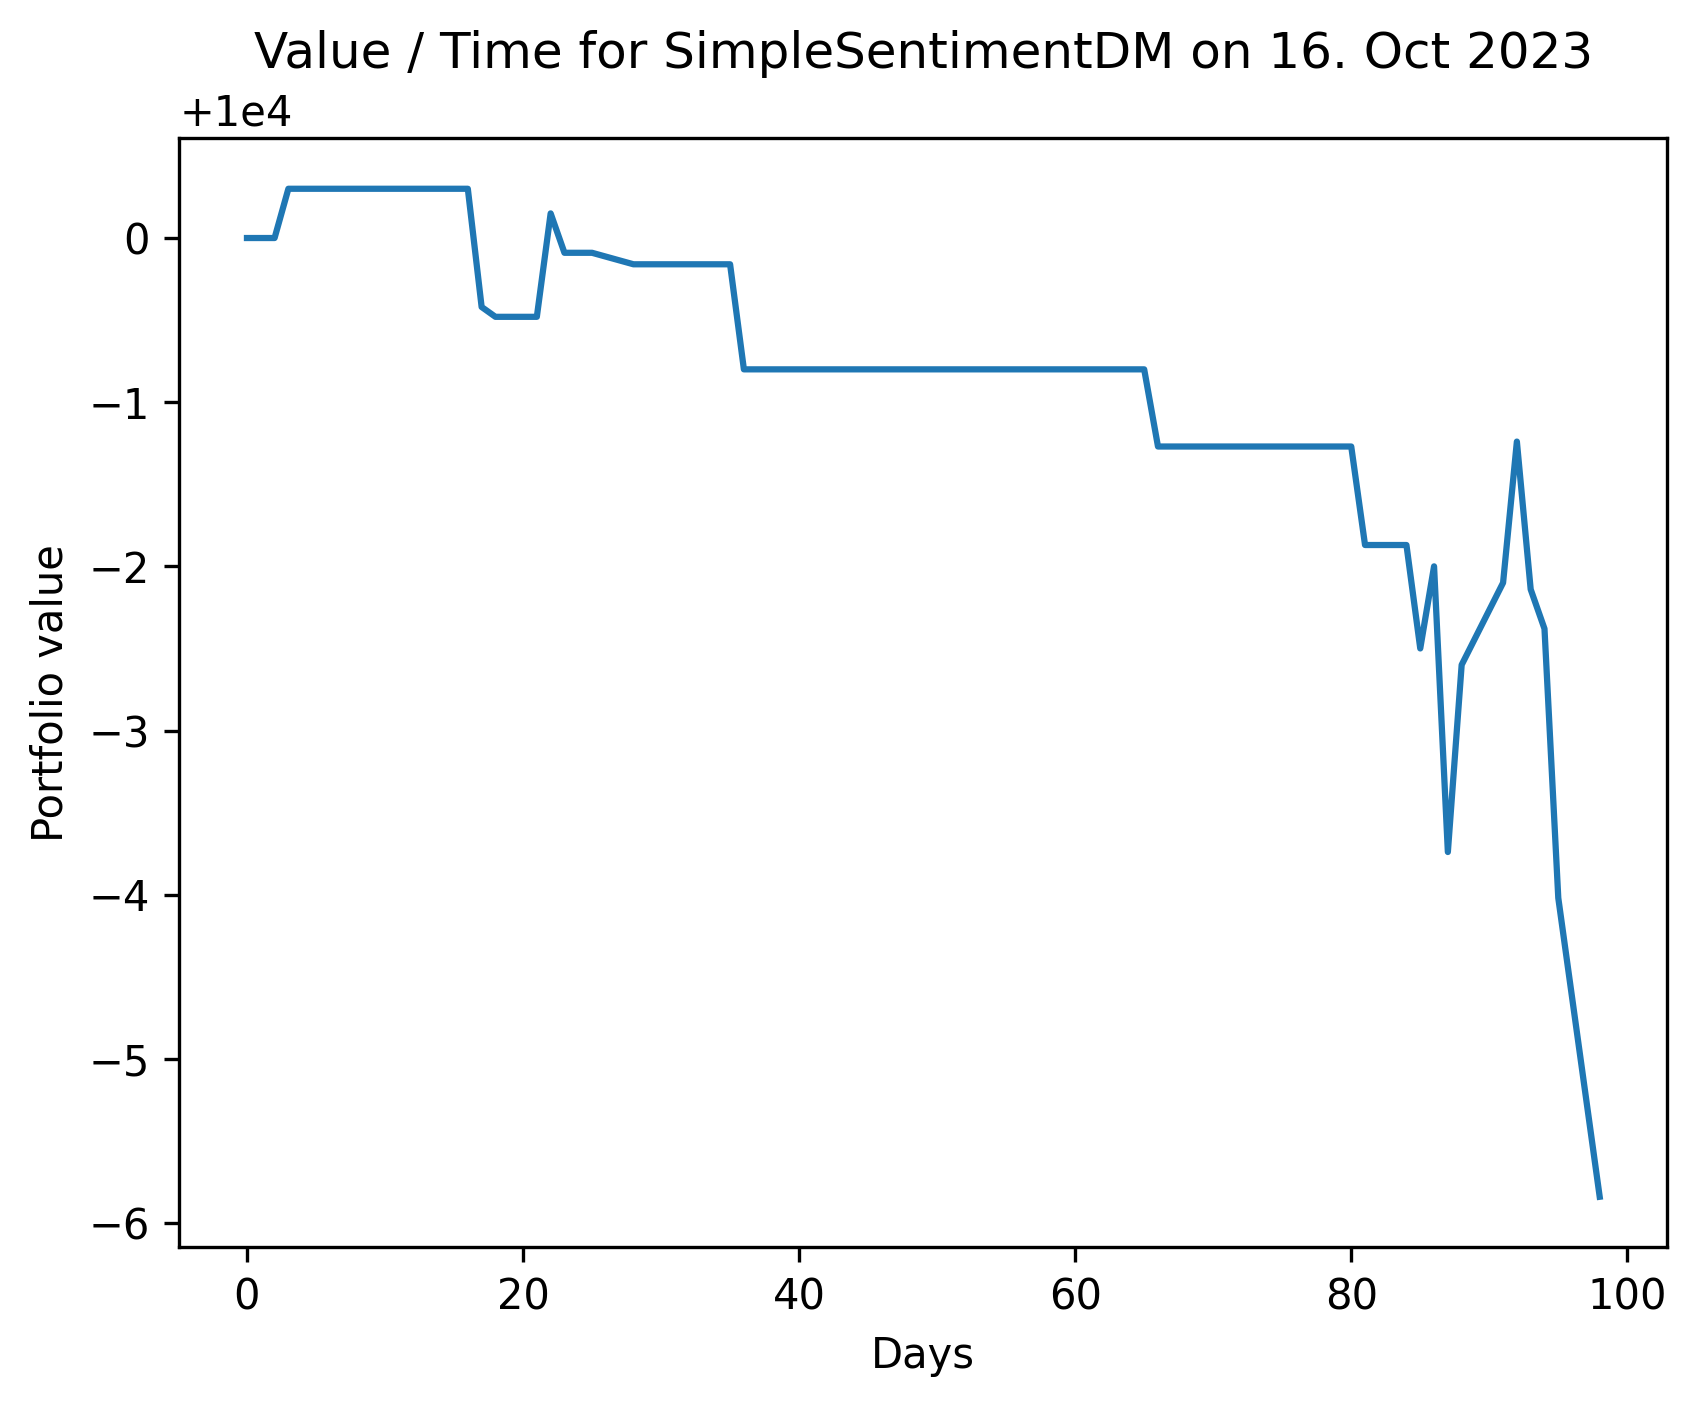 Value / Time for SimpleSentimentDM on 16. Oct 2023
+1e4
0
−1
−2
−3
−4
−5
−6
Portfolio value
0 20 40 60 80 100
Days